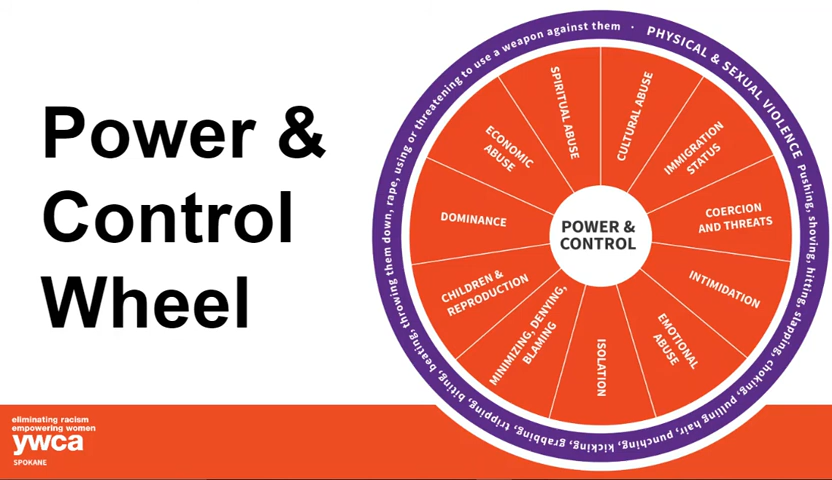 Power &
Control
Wheel
PHYSICAL & SEXUAL VIOLENCE Pushing, shoving, hitting, slapping, choking, pulling hair, punching, kicking, grabbing, tripping, biting, beating, throwing them down, rape, using or threatening to use a weapon against them ·
CULTURAL ABUSE
IMMIGRATION
STATUS
COERCION
AND THREATS
INTIMIDATION
EMOTIONAL
ABUSE
ISOLATION
MINIMIZING, DENYING,
BLAMING
CHILDREN &
REPRODUCTION
DOMINANCE
ECONOMIC
ABUSE
SPIRITUAL ABUSE
POWER &
CONTROL
eliminating racism
empowering women
ywca
SPOKANE